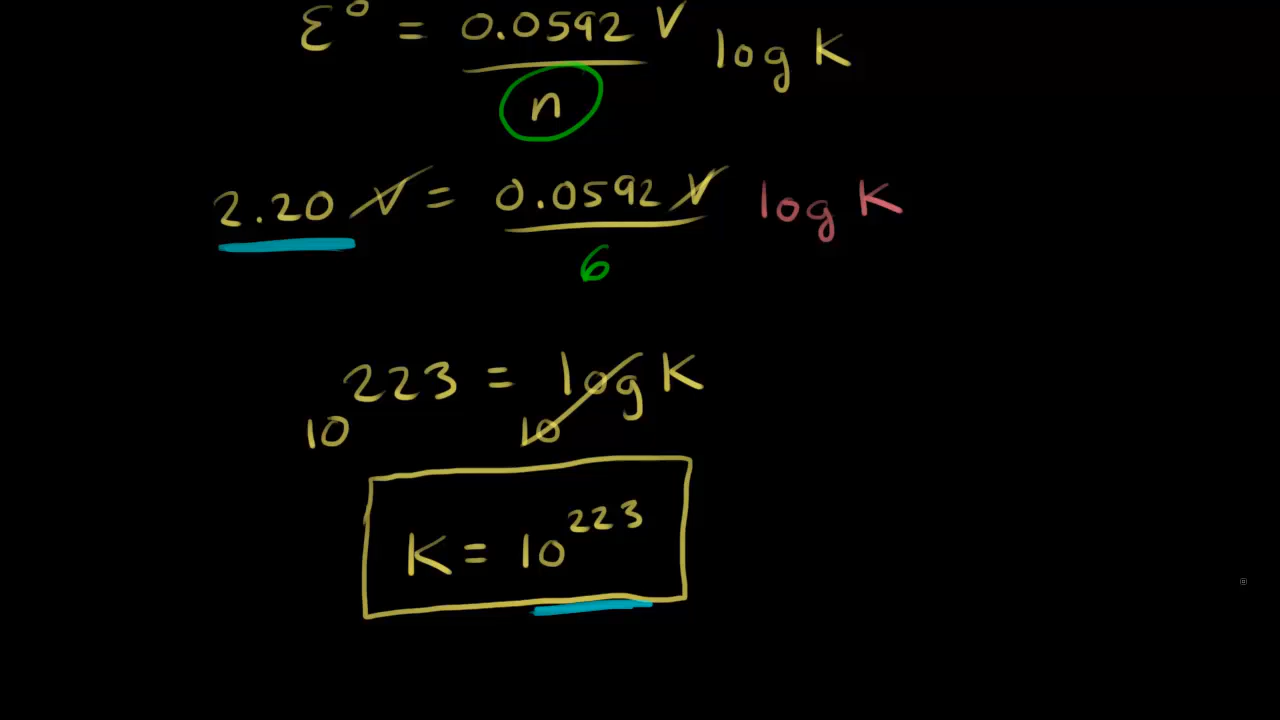 ε° = 0.0592 V / n log K
2.20 V = 0.0592 V / 6 log K
10^223 = 10^log K
K = 10^223